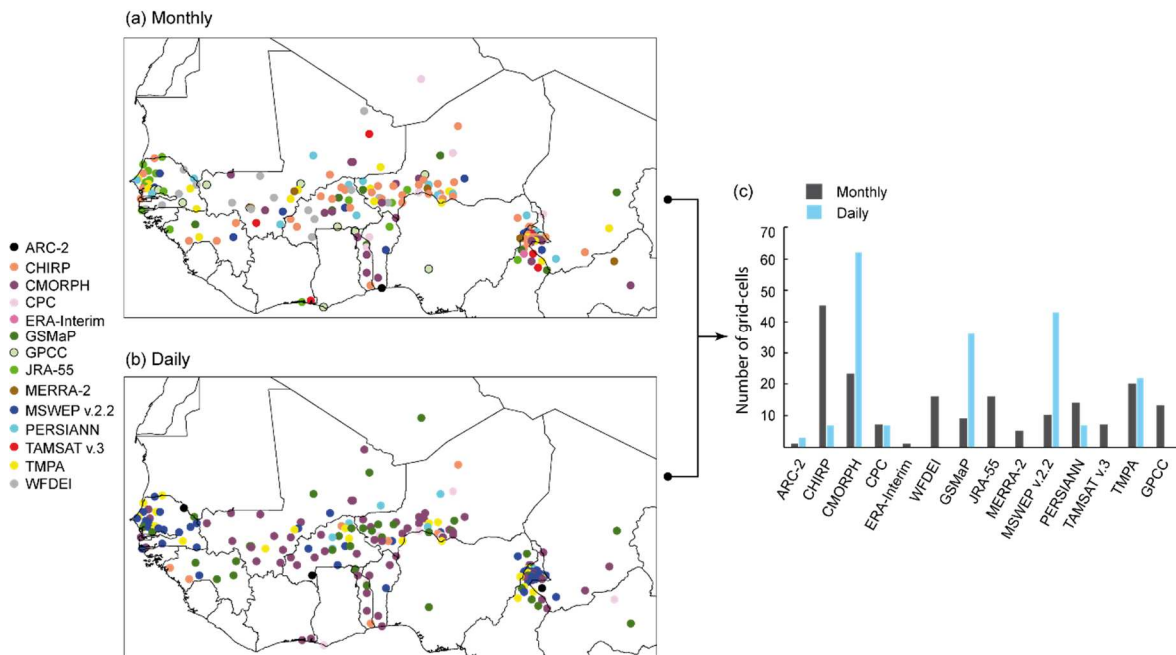 (a) Monthly
ARC-2
CHIRP
CMORPH
CPC
ERA-Interim
GSMaP
GPCC
JRA-55
MERRA-2
MSWEP v.2.2
PERSIANN
TAMSAT v.3
TMPA
WFDEI
(b) Daily
(c)
Monthly
Daily
Number of grid-cells
70
60
50
40
30
20
10
ARC-2
CHIRP
CMORPH
CPC
ERA-Interim
WFDEI
GSMaP
JRA-55
MERRA-2
MSWEP v.2.2
PERSIANN
TAMSAT v.3
TMPA
GPCC